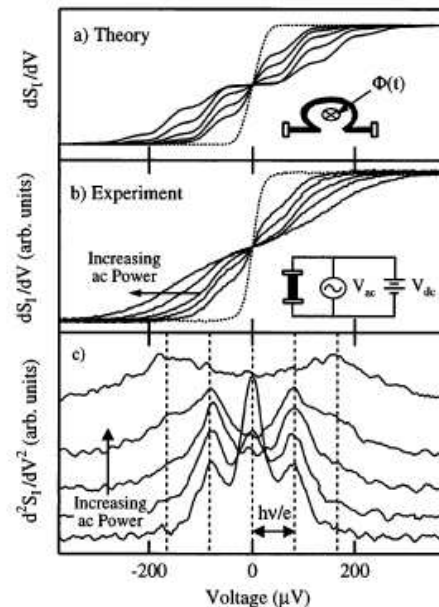 a) Theory
dS_I/dV
Φ(t)
b) Experiment
dS_I/dV (arb. units)
Increasing
ac Power
V_ac
V_dc
c)
d²S_I/dV² (arb. units)
Increasing
ac Power
hν/e
-200 0 200
Voltage (μV)